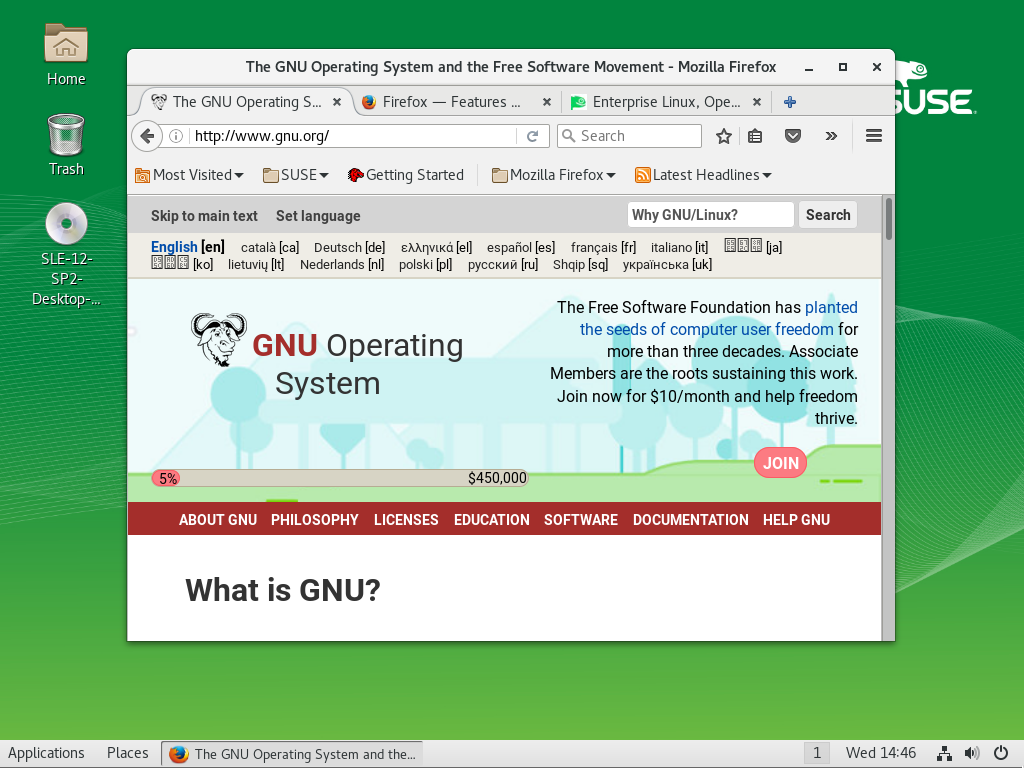 Home
Trash
SLE-12-
SP2-
Desktop-...
SUSE
The GNU Operating System and the Free Software Movement - Mozilla Firefox
The GNU Operating S...
Firefox — Features ...
Enterprise Linux, Ope...
http://www.gnu.org/
Search
Most Visited
SUSE
Getting Started
Mozilla Firefox
Latest Headlines
Skip to main text Set language
Why GNU/Linux?
Search
English [en] català [ca] Deutsch [de] ελληνικά [el] español [es] français [fr] italiano [it] [ja]
[ko] lietuvių [lt] Nederlands [nl] polski [pl] русский [ru] Shqip [sq] українська [uk]
GNU Operating
System
The Free Software Foundation has planted
the seeds of computer user freedom for
more than three decades. Associate
Members are the roots sustaining this work.
Join now for $10/month and help freedom
thrive.
JOIN
5%
$450,000
ABOUT GNU PHILOSOPHY LICENSES EDUCATION SOFTWARE DOCUMENTATION HELP GNU
What is GNU?
Applications Places The GNU Operating System and the... 1 Wed 14:46